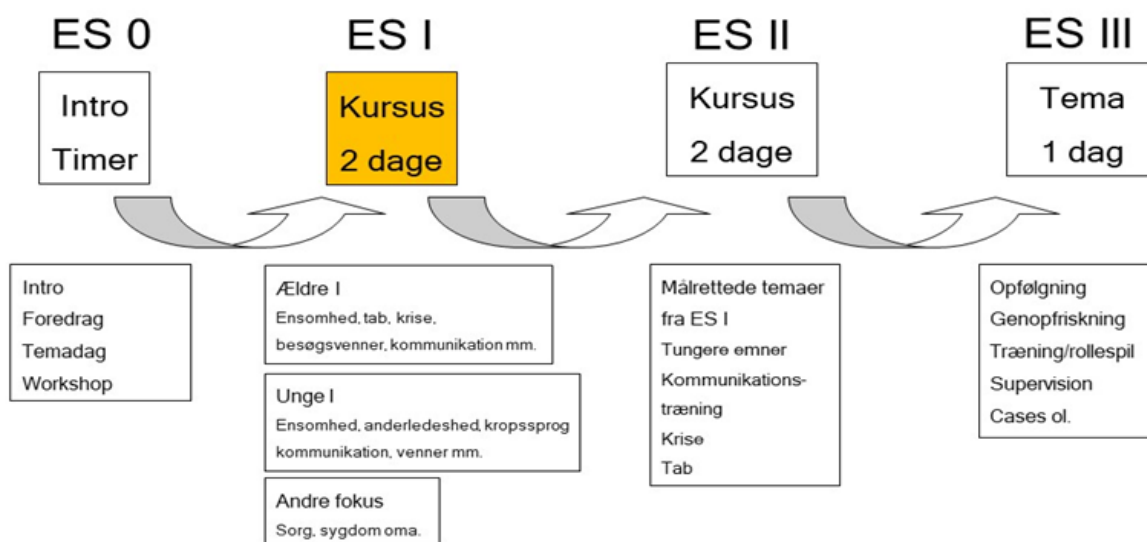 ES 0
Intro
Timer
Intro
Foredrag
Temadag
Workshop
ES I
Kursus
2 dage
Ældre I
Ensomhed, tab, krise,
besøgsvenner, kommunikation mm.
Unge I
Ensomhed, anderledeshed, kropssprog
kommunikation, venner mm.
Andre fokus
Sorg, sygdom oma.
ES II
Kursus
2 dage
Målrettede temaer
fra ES I
Tungere emner
Kommunikations-
træning
Krise
Tab
ES III
Tema
1 dag
Opfølgning
Genopfriskning
Træning/rollespil
Supervision
Cases ol.